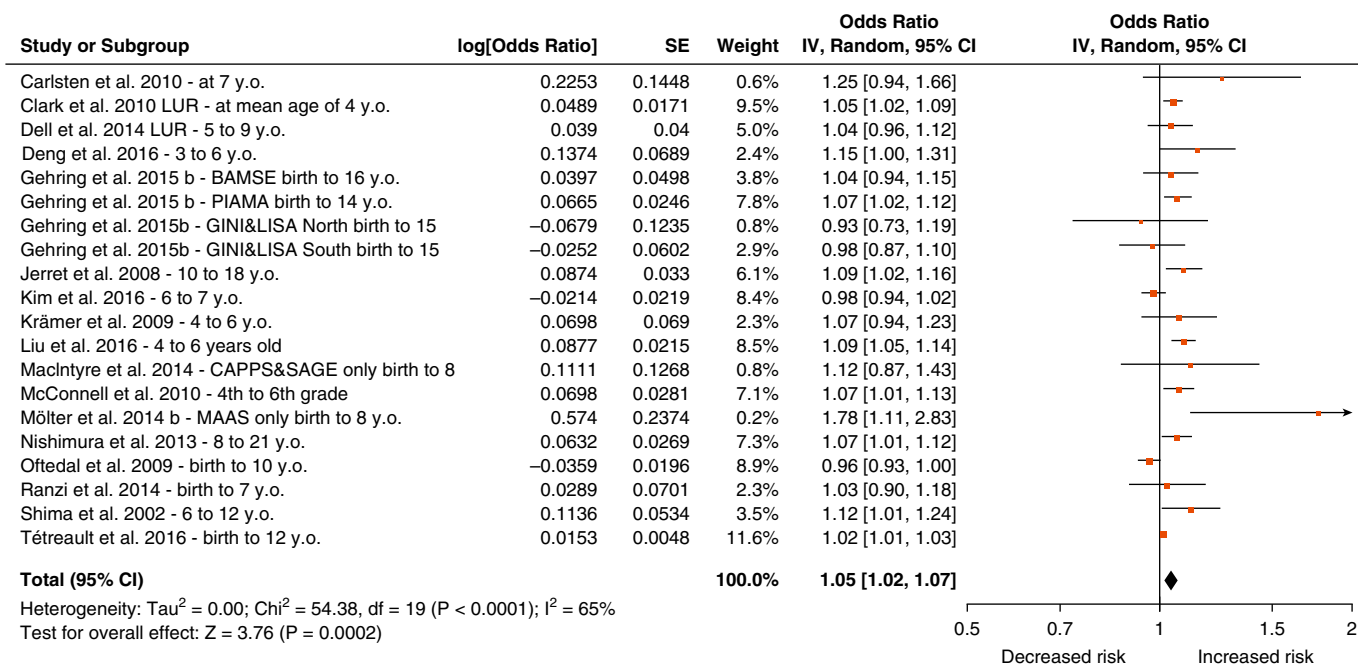 Odds Ratio Odds Ratio
Study or Subgroup log[Odds Ratio] SE Weight IV, Random, 95% CI IV, Random, 95% CI
Carlsten et al. 2010 - at 7 y.o. 0.2253 0.1448 0.6% 1.25 [0.94, 1.66]
Clark et al. 2010 LUR - at mean age of 4 y.o. 0.0489 0.0171 9.5% 1.05 [1.02, 1.09]
Dell et al. 2014 LUR - 5 to 9 y.o. 0.039 0.04 5.0% 1.04 [0.96, 1.12]
Deng et al. 2016 - 3 to 6 y.o. 0.1374 0.0689 2.4% 1.15 [1.00, 1.31]
Gehring et al. 2015 b - BAMSE birth to 16 y.o. 0.0397 0.0498 3.8% 1.04 [0.94, 1.15]
Gehring et al. 2015 b - PIAMA birth to 14 y.o. 0.0665 0.0246 7.8% 1.07 [1.02, 1.12]
Gehring et al. 2015b - GINI&LISA North birth to 15 –0.0679 0.1235 0.8% 0.93 [0.73, 1.19]
Gehring et al. 2015b - GINI&LISA South birth to 15 –0.0252 0.0602 2.9% 0.98 [0.87, 1.10]
Jerret et al. 2008 - 10 to 18 y.o. 0.0874 0.033 6.1% 1.09 [1.02, 1.16]
Kim et al. 2016 - 6 to 7 y.o. –0.0214 0.0219 8.4% 0.98 [0.94, 1.02]
Krämer et al. 2009 - 4 to 6 y.o. 0.0698 0.069 2.3% 1.07 [0.94, 1.23]
Liu et al. 2016 - 4 to 6 years old 0.0877 0.0215 8.5% 1.09 [1.05, 1.14]
MacIntyre et al. 2014 - CAPPS&SAGE only birth to 8 0.1111 0.1268 0.8% 1.12 [0.87, 1.43]
McConnell et al. 2010 - 4th to 6th grade 0.0698 0.0281 7.1% 1.07 [1.01, 1.13]
Mölter et al. 2014 b - MAAS only birth to 8 y.o. 0.574 0.2374 0.2% 1.78 [1.11, 2.83]
Nishimura et al. 2013 - 8 to 21 y.o. 0.0632 0.0269 7.3% 1.07 [1.01, 1.12]
Oftedal et al. 2009 - birth to 10 y.o. –0.0359 0.0196 8.9% 0.96 [0.93, 1.00]
Ranzi et al. 2014 - birth to 7 y.o. 0.0289 0.0701 2.3% 1.03 [0.90, 1.18]
Shima et al. 2002 - 6 to 12 y.o. 0.1136 0.0534 3.5% 1.12 [1.01, 1.24]
Tétreault et al. 2016 - birth to 12 y.o. 0.0153 0.0048 11.6% 1.02 [1.01, 1.03]
Total (95% CI) 100.0% 1.05 [1.02, 1.07]
Heterogeneity: Tau² = 0.00; Chi² = 54.38, df = 19 (P < 0.0001); I² = 65%
Test for overall effect: Z = 3.76 (P = 0.0002)
0.5 0.7 1 1.5 2
Decreased risk Increased risk